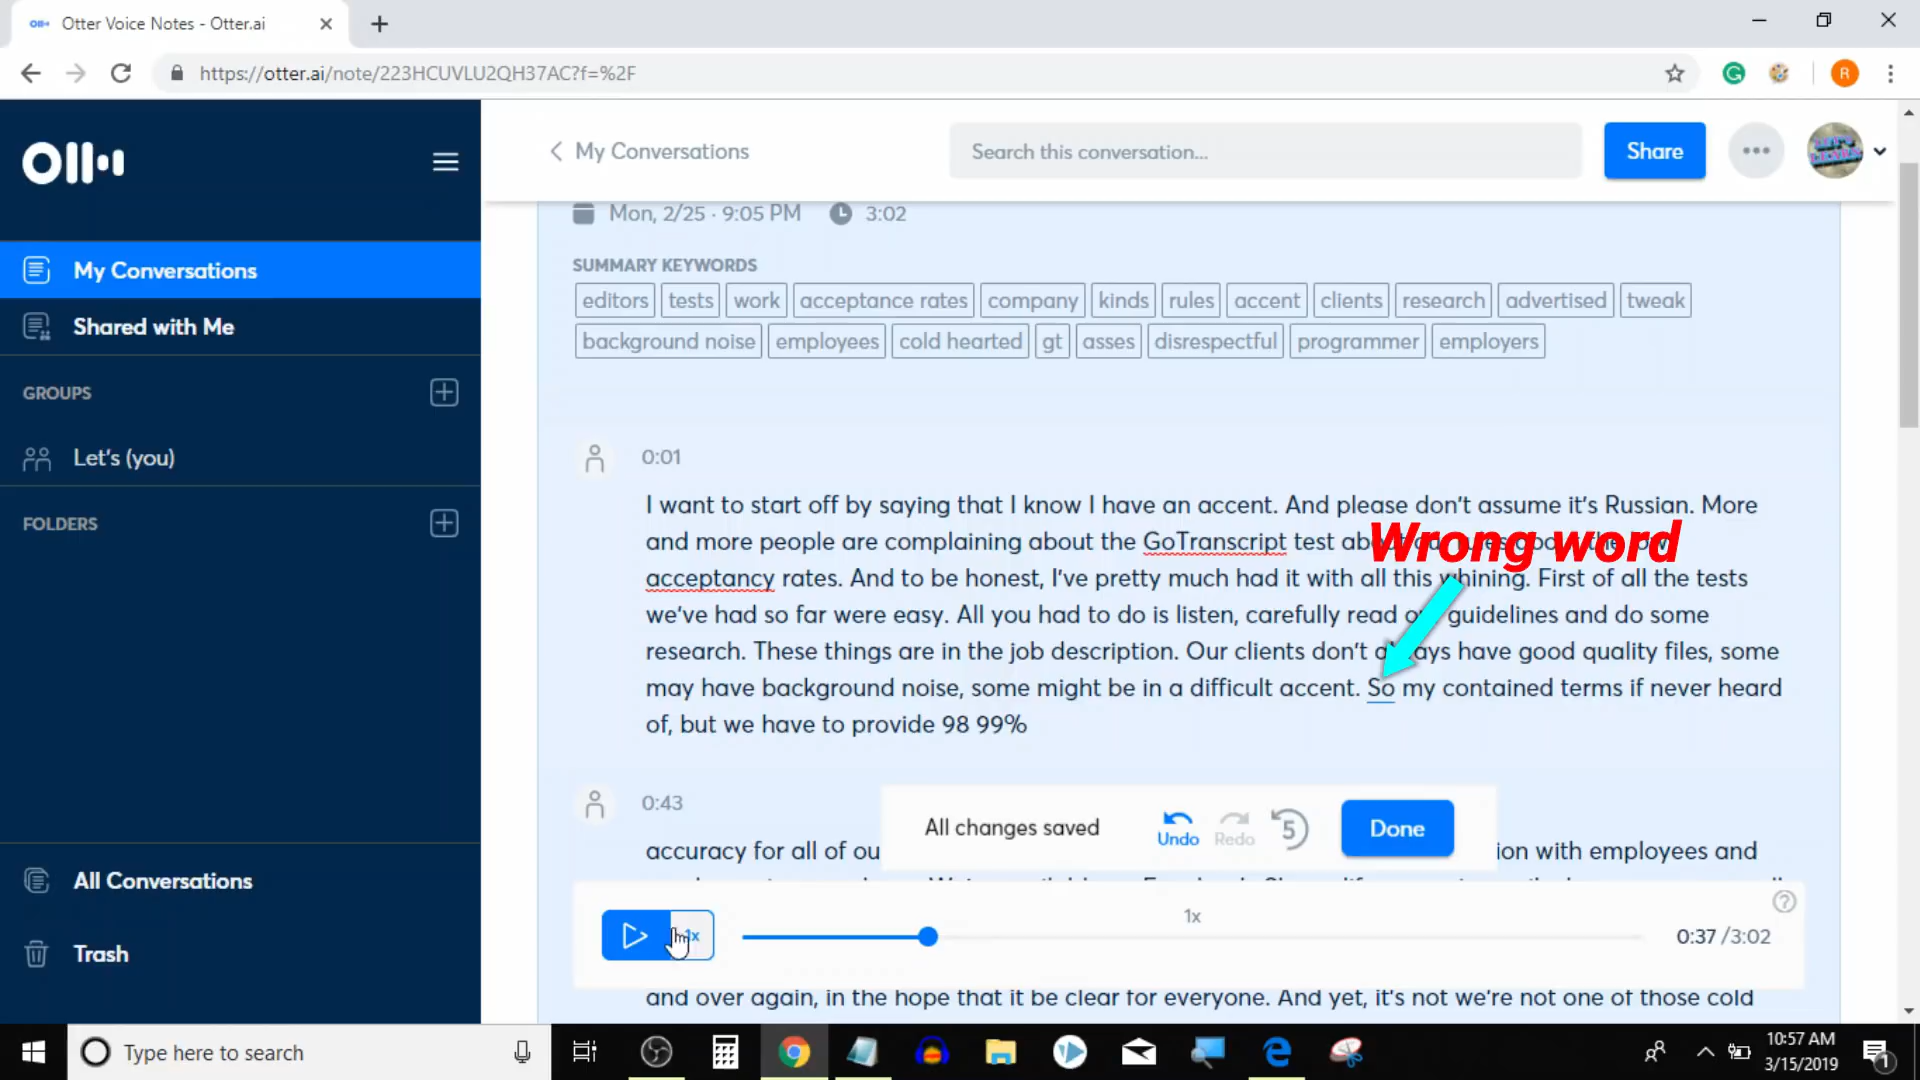 Otter Voice Notes - Otter.ai
https://otter.ai/note/223HCUVLU2QH37AC?f=%2F
R
My Conversations
Search this conversation...
Share
My Conversations
Shared with Me
GROUPS
Let's (you)
FOLDERS
All Conversations
Trash
Mon, 2/25 · 9:05 PM 3:02
SUMMARY KEYWORDS
editors tests work acceptance rates company kinds rules accent clients research advertised tweak
background noise employees cold hearted gt asses disrespectful programmer employers
0:01
I want to start off by saying that I know I have an accent. And please don't assume it's Russian. More
Wrong word
and more people are complaining about the GoTranscript test
acceptancy rates. And to be honest, I've pretty much had it with all this whining. First of all the tests
we've had so far were easy. All you had to do is listen, carefully read guidelines and do some
research. These things are in the job description. Our clients don't have good quality files, some
may have background noise, some might be in a difficult accent. So my contained terms if never heard
of, but we have to provide 98 99%
0:43
All changes saved
Undo Redo 5 Done
accuracy for all of ou ion with employees and
1x
1x
0:37 /3:02
and over again, in the hope that it be clear for everyone. And yet, it's not we're not one of those cold
Type here to search
10:57 AM
3/15/2019
1